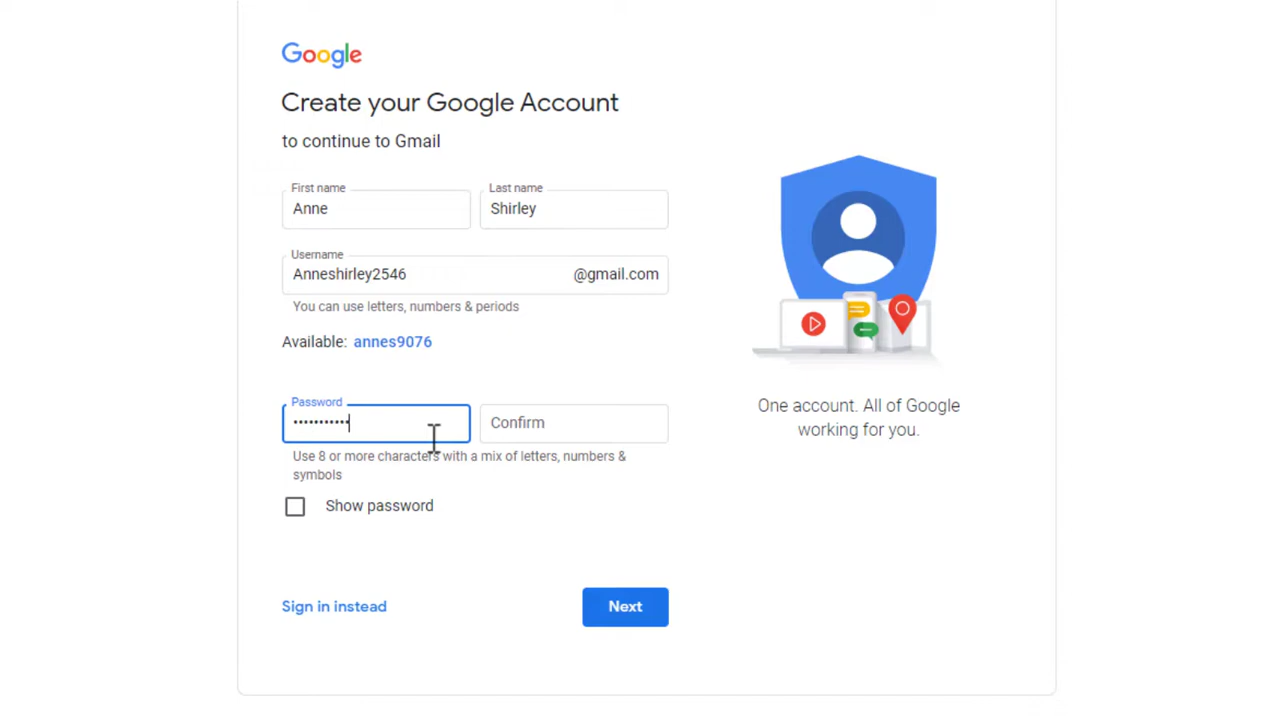 Google
Create your Google Account
to continue to Gmail
First name
Anne
Last name
Shirley
Username
Anneshirley2546
@gmail.com
You can use letters, numbers & periods
Available: annes9076
Password
•••••••••••
Confirm
Use 8 or more characters with a mix of letters, numbers &
symbols
Show password
Sign in instead
Next
One account. All of Google
working for you.